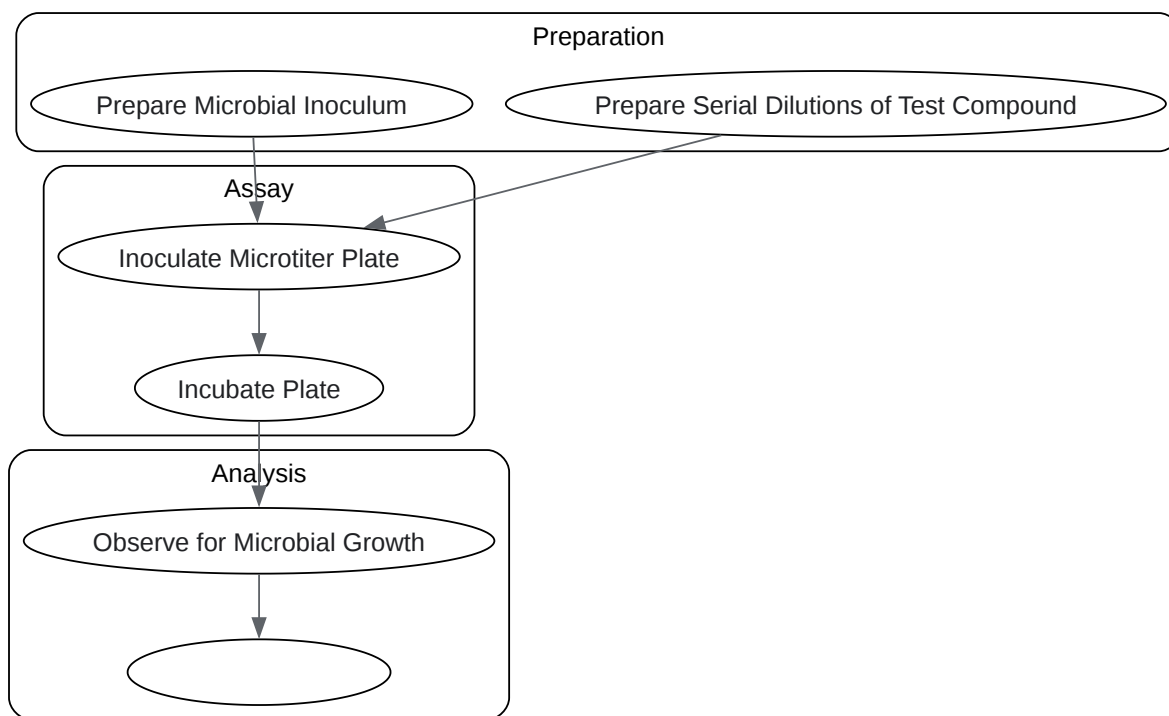 Preparation
Prepare Microbial Inoculum
Prepare Serial Dilutions of Test Compound
Assay
Inoculate Microtiter Plate
Incubate Plate
Analysis
Observe for Microbial Growth